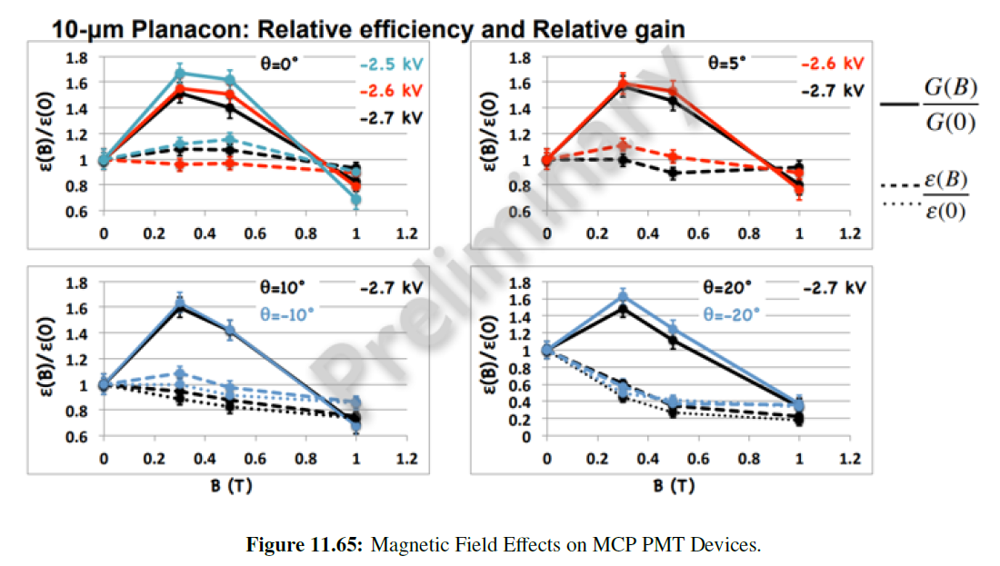 10-μm Planacon: Relative efficiency and Relative gain
1.8
1.6
1.4
1.2
1
0.8
0.6
ε(B)/ε(0)
θ=0°
-2.5 kV
-2.6 kV
-2.7 kV
0 0.2 0.4 0.6 0.8 1 1.2
1.8
1.6
1.4
1.2
1
0.8
0.6
ε(B)/ε(0)
θ=5°
-2.6 kV
-2.7 kV
0 0.2 0.4 0.6 0.8 1 1.2
G(B)
G(0)
ε(B)
ε(0)
1.8
1.6
1.4
1.2
1
0.8
0.6
ε(B)/ε(0)
θ=10° -2.7 kV
θ=-10°
0 0.2 0.4 0.6 0.8 1 1.2
B (T)
1.8
1.6
1.4
1.2
1
0.8
0.6
0.4
0.2
0
ε(B)/ε(0)
θ=20° -2.7 kV
θ=-20°
0 0.2 0.4 0.6 0.8 1 1.2
B (T)
Preliminary
Figure 11.65: Magnetic Field Effects on MCP PMT Devices.